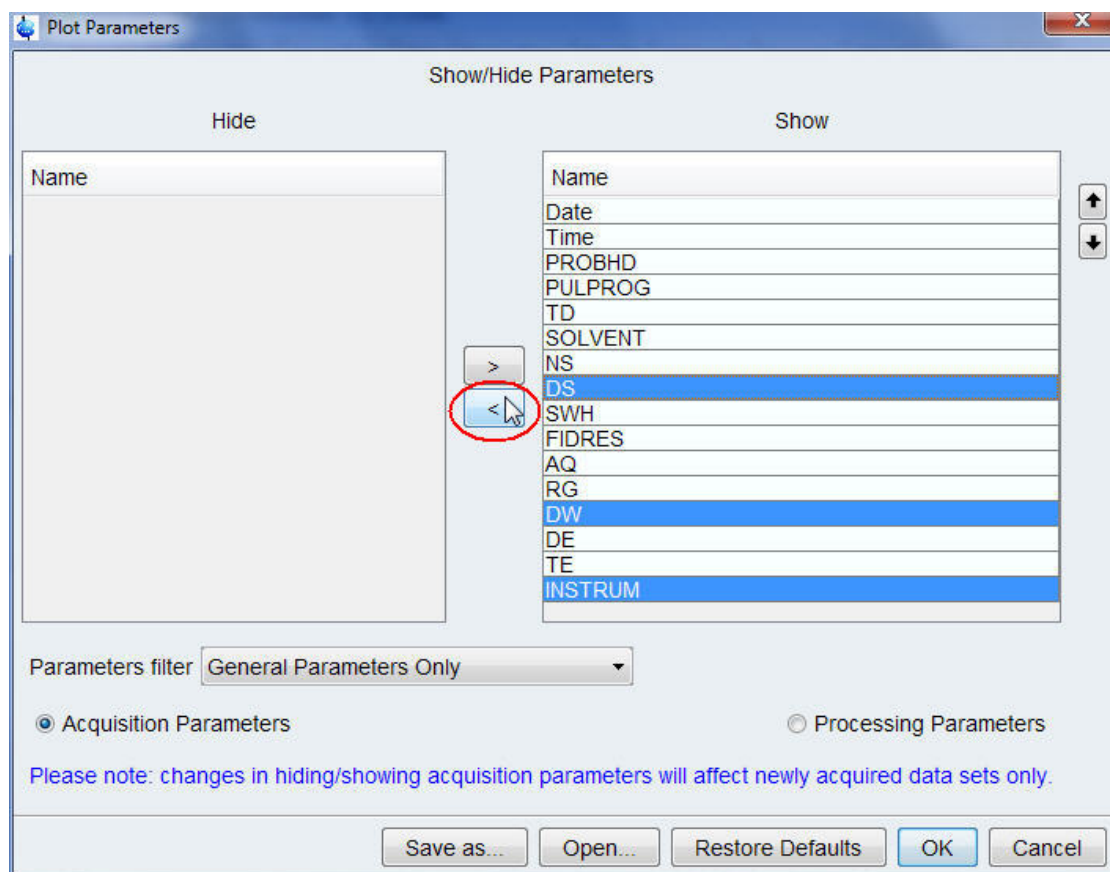 Plot Parameters
Show/Hide Parameters
Hide
Show
Name
Name
Date
Time
PROBHD
PULPROG
TD
SOLVENT
NS
DS
SWH
FIDRES
AQ
RG
DW
DE
TE
INSTRUM
>
<
Parameters filter General Parameters Only
Acquisition Parameters
Processing Parameters
Please note: changes in hiding/showing acquisition parameters will affect newly acquired data sets only.
Save as... Open... Restore Defaults OK Cancel